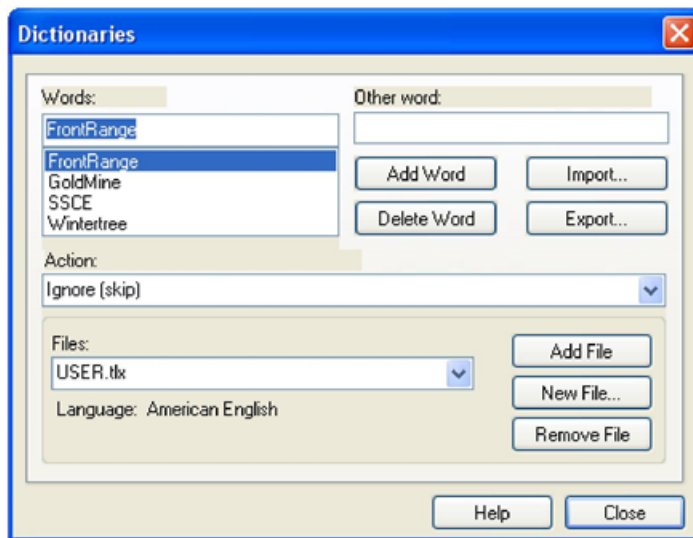 Dictionaries
Words:
Other word:
FrontRange
FrontRange
GoldMine
SSCE
Wintertree
Add Word
Import...
Delete Word
Export...
Action:
Ignore (skip)
Files:
USER.tlx
Language: American English
Add File
New File...
Remove File
Help
Close